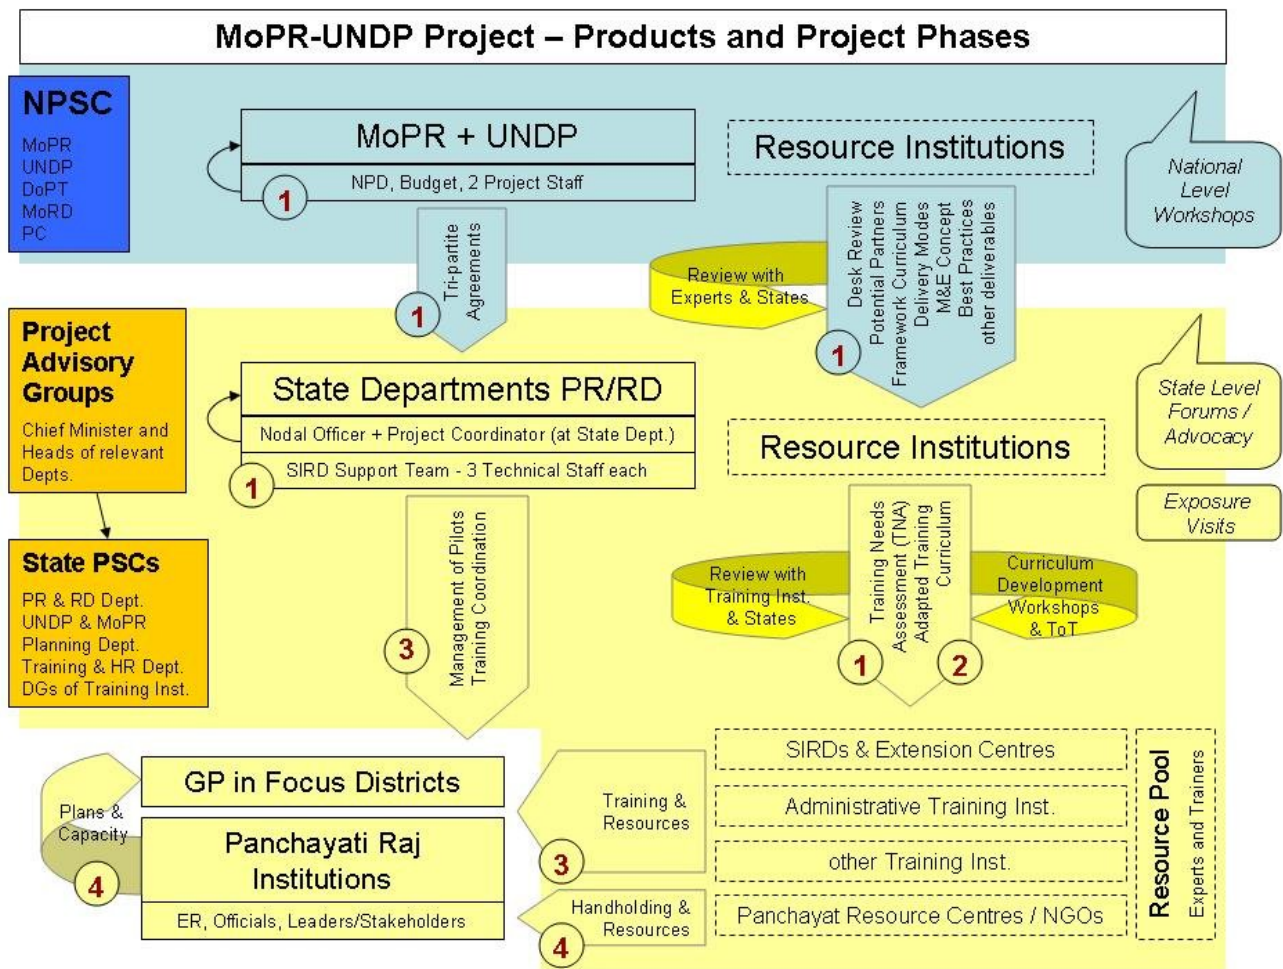 MoPR-UNDP Project – Products and Project Phases
NPSC
MoPR
UNDP
DoPT
MoRD
PC
MoPR + UNDP
NPD, Budget, 2 Project Staff
1
Resource Institutions
National
Level
Workshops
Tri-partite
Agreements
1
Review with
Experts & States
Desk Review
Potential Partners
Framework Curriculum
Delivery Modes
M&E Concept
Best Practices
other deliverables
1
Project
Advisory
Groups
Chief Minister and
Heads of relevant
Depts.
State Departments PR/RD
Nodal Officer + Project Coordinator (at State Dept.)
SIRD Support Team - 3 Technical Staff each
1
Resource Institutions
State Level
Forums /
Advocacy
Exposure
Visits
State PSCs
PR & RD Dept.
UNDP & MoPR
Planning Dept.
Training & HR Dept.
DGs of Training Inst.
Management of Pilots
Training Coordination
3
Review with
Training Inst.
& States
Training Needs
Assessment (TNA)
Adapted Training
Curriculum
Curriculum
Development
Workshops
& ToT
1
2
Plans &
Capacity
4
GP in Focus Districts
Panchayati Raj
Institutions
ER, Officials, Leaders/Stakeholders
Training &
Resources
3
Handholding &
Resources
4
SIRDs & Extension Centres
Administrative Training Inst.
other Training Inst.
Panchayat Resource Centres / NGOs
Resource Pool
Experts and Trainers